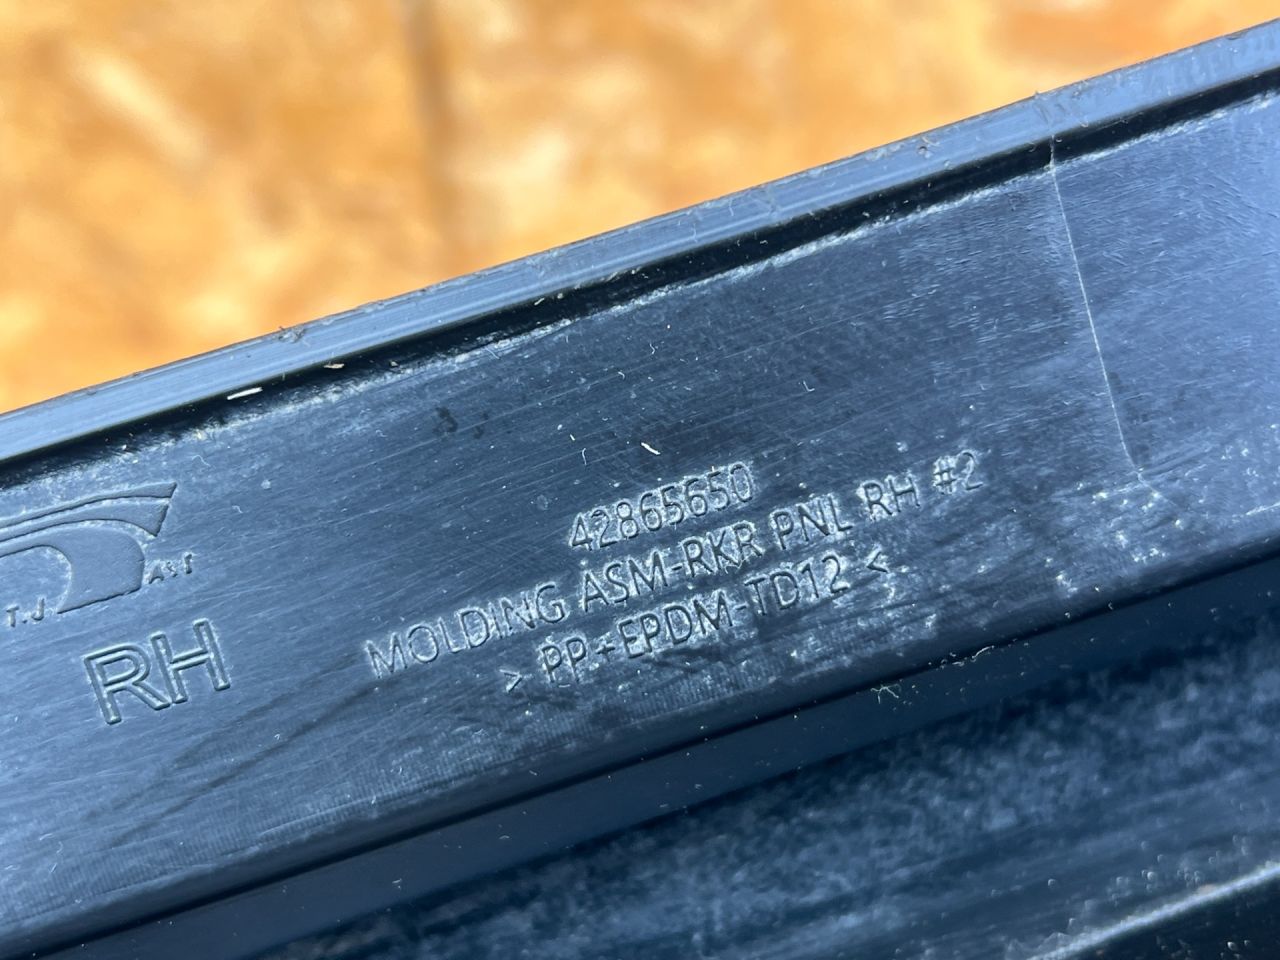 42865650
MOLDING ASM-RKR PNL RH #2
> PP+EPDM-TD12 <
RH
T.J